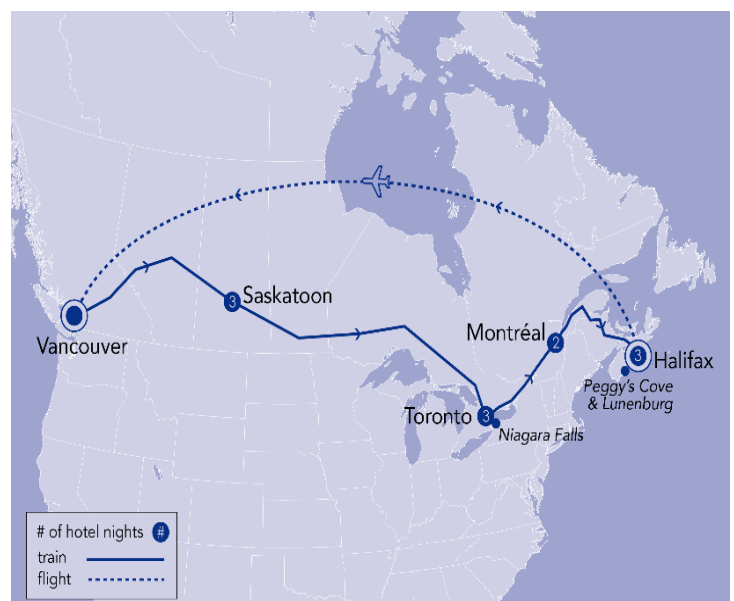 3
Saskatoon
Vancouver
Montréal
2
3
Halifax
Peggy's Cove
& Lunenburg
Toronto
3
Niagara Falls
# of hotel nights #
train
flight